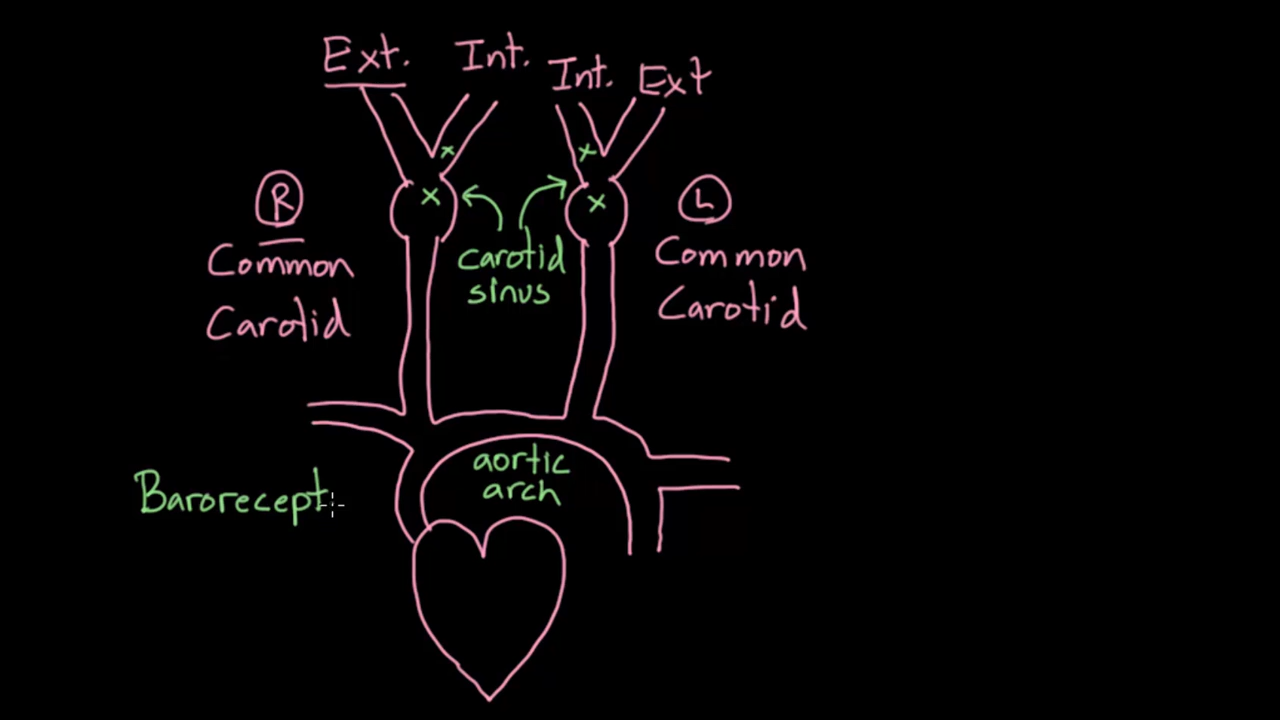 Ext. Int. Int. Ext
R
Common
Carotid
carotid
sinus
L
Common
Carotid
aortic
arch
Barorecept